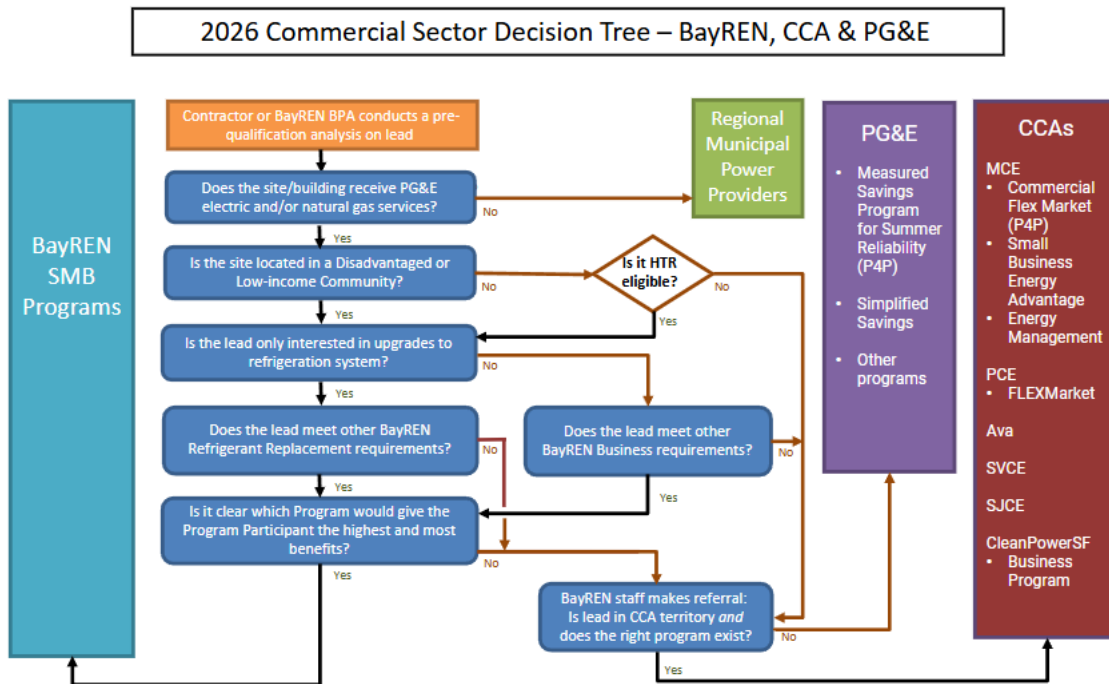 2026 Commercial Sector Decision Tree – BayREN, CCA & PG&E
BayREN
SMB
Programs
Contractor or BayREN BPA conducts a pre-
qualification analysis on lead
Does the site/building receive PG&E
electric and/or natural gas services?
No
Yes
Regional
Municipal
Power
Providers
Is the site located in a Disadvantaged or
Low-income Community?
No
Yes
Is it HTR
eligible?
No
Yes
Is the lead only interested in upgrades to
refrigeration system?
No
Yes
Does the lead meet other BayREN
Refrigerant Replacement requirements?
No
Yes
Does the lead meet other
BayREN Business requirements?
No
Yes
Is it clear which Program would give the
Program Participant the highest and most
benefits?
No
Yes
BayREN staff makes referral:
Is lead in CCA territory and
does the right program exist?
No
Yes
PG&E
• Measured
Savings
Program
for Summer
Reliability
(P4P)
• Simplified
Savings
• Other
programs
CCAs
MCE
• Commercial
Flex Market
(P4P)
• Small
Business
Energy
Advantage
• Energy
Management
PCE
• FLEXMarket
Ava
SVCE
SJCE
CleanPowerSF
• Business
Program